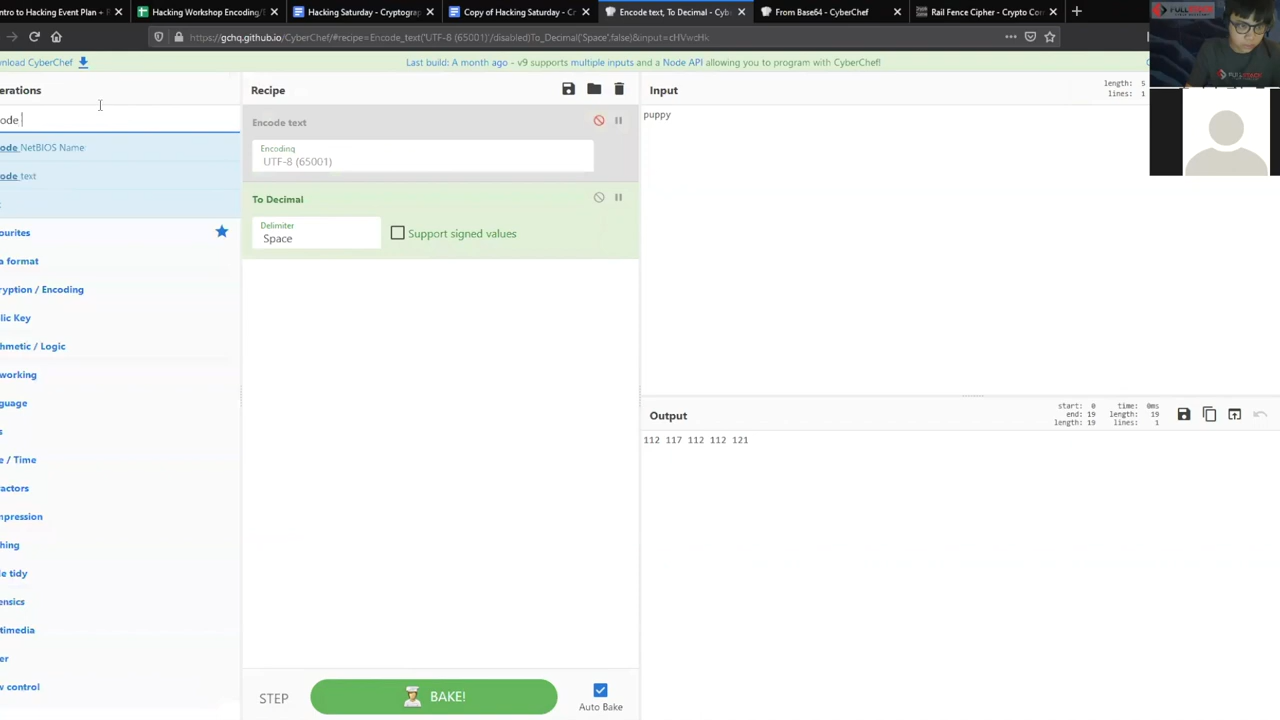 ntro to Hacking Event Plan +
Hacking Workshop Encoding/E
Hacking Saturday - Cryptograp
Copy of Hacking Saturday - Cr
Encode text, To Decimal - Cyb
From Base64 - CyberChef
Rail Fence Cipher - Crypto Cor
https://gchq.github.io/CyberChef/#recipe=Encode_text('UTF-8 (65001)'/disabled)To_Decimal('Space',false)&input=cHVwcHk
wnload CyberChef
Last build: A month ago - v9 supports multiple inputs and a Node API allowing you to program with CyberChef!
erations
ode
ode NetBIOS Name
ode text
ourites
a format
ryption / Encoding
lic Key
hmetic / Logic
working
guage
s
e / Time
actors
mpression
hing
e tidy
ensics
timedia
er
w control
Recipe
Encode text
Encoding
UTF-8 (65001)
To Decimal
Delimiter
Space
Support signed values
STEP
BAKE!
Auto Bake
Input
length: 5
lines: 1
puppy
Output
start: 0
end: 19
length: 19
time: 0ms
length: 19
lines: 1
112 117 112 112 121